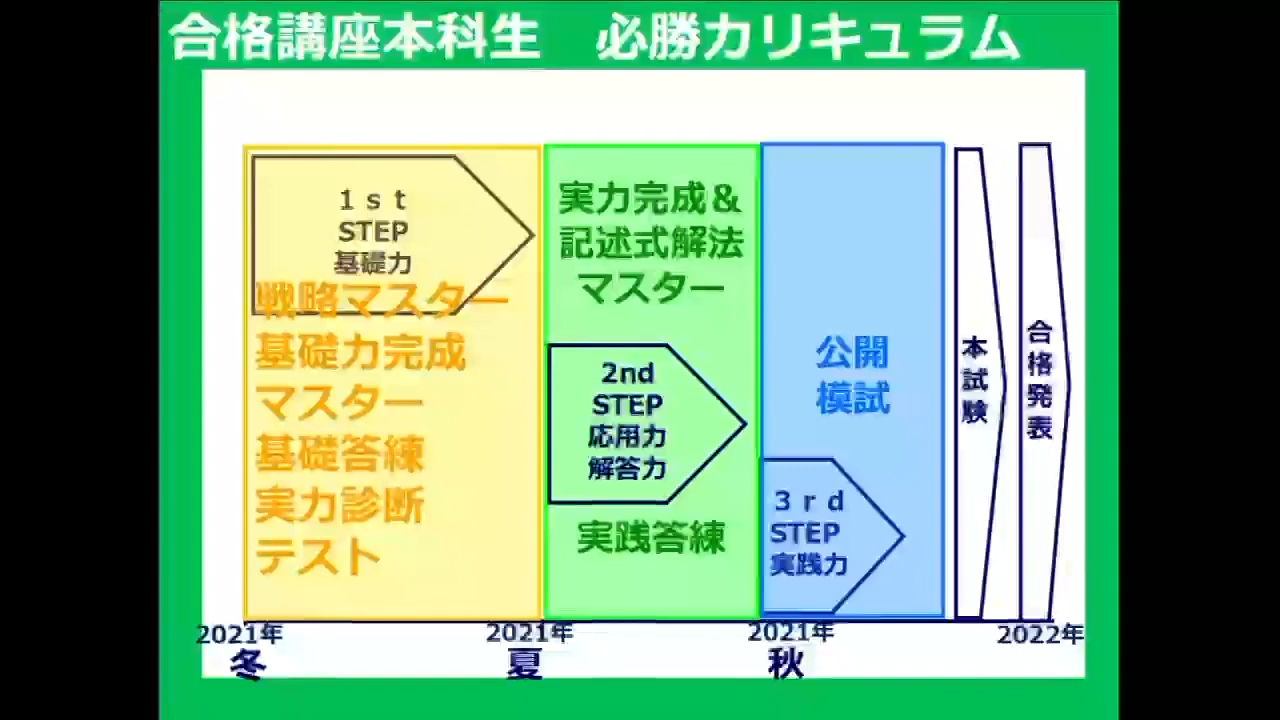 合格講座本科生　必勝カリキュラム
１ｓｔ
STEP
基礎力
戦略マスター
基礎力完成
マスター
基礎答練
実力診断
テスト
実力完成＆
記述式解法
マスター
2nd
STEP
応用力
解答力
実践答練
公開
模試
３ｒｄ
STEP
実践力
本試験
合格発表
2021年
冬
2021年
夏
2021年
秋
2022年